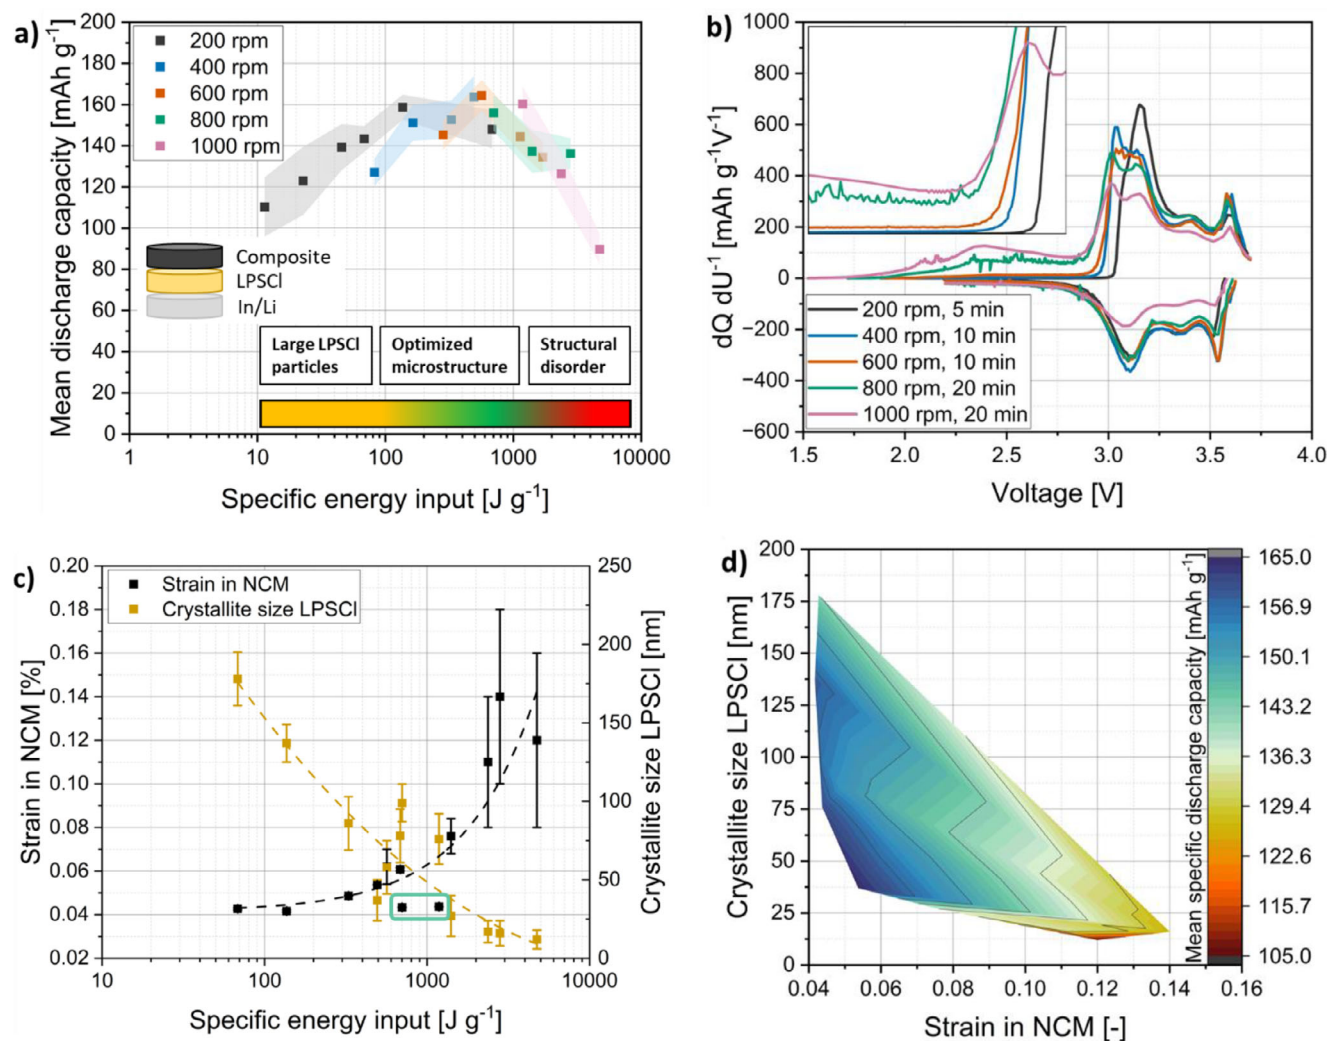 a)
Mean discharge capacity [mAh g-1]
200
180
160
140
120
100
80
60
40
20
0
200 rpm
400 rpm
600 rpm
800 rpm
1000 rpm
Composite
LPSCl
In/Li
Large LPSCl particles
Optimized microstructure
Structural disorder
1
10
100
1000
10000
Specific energy input [J g-1]
b)
dQ dU-1 [mAh g-1V-1]
1000
800
600
400
200
0
−200
−400
−600
200 rpm, 5 min
400 rpm, 10 min
600 rpm, 10 min
800 rpm, 20 min
1000 rpm, 20 min
1.5
2.0
2.5
3.0
3.5
4.0
Voltage [V]
c)
Strain in NCM [%]
0.20
0.18
0.16
0.14
0.12
0.10
0.08
0.06
0.04
0.02
Strain in NCM
Crystallite size LPSCl
250
200
150
100
50
0
Crystallite size LPSCl [nm]
10
100
1000
10000
Specific energy input [J g-1]
d)
Crystallite size LPSCl [nm]
200
175
150
125
100
75
50
25
0
0.04
0.06
0.08
0.10
0.12
0.14
0.16
Strain in NCM [-]
Mean specific discharge capacity [mAh g-1]
165.0
156.9
150.1
143.2
136.3
129.4
122.6
115.7
105.0